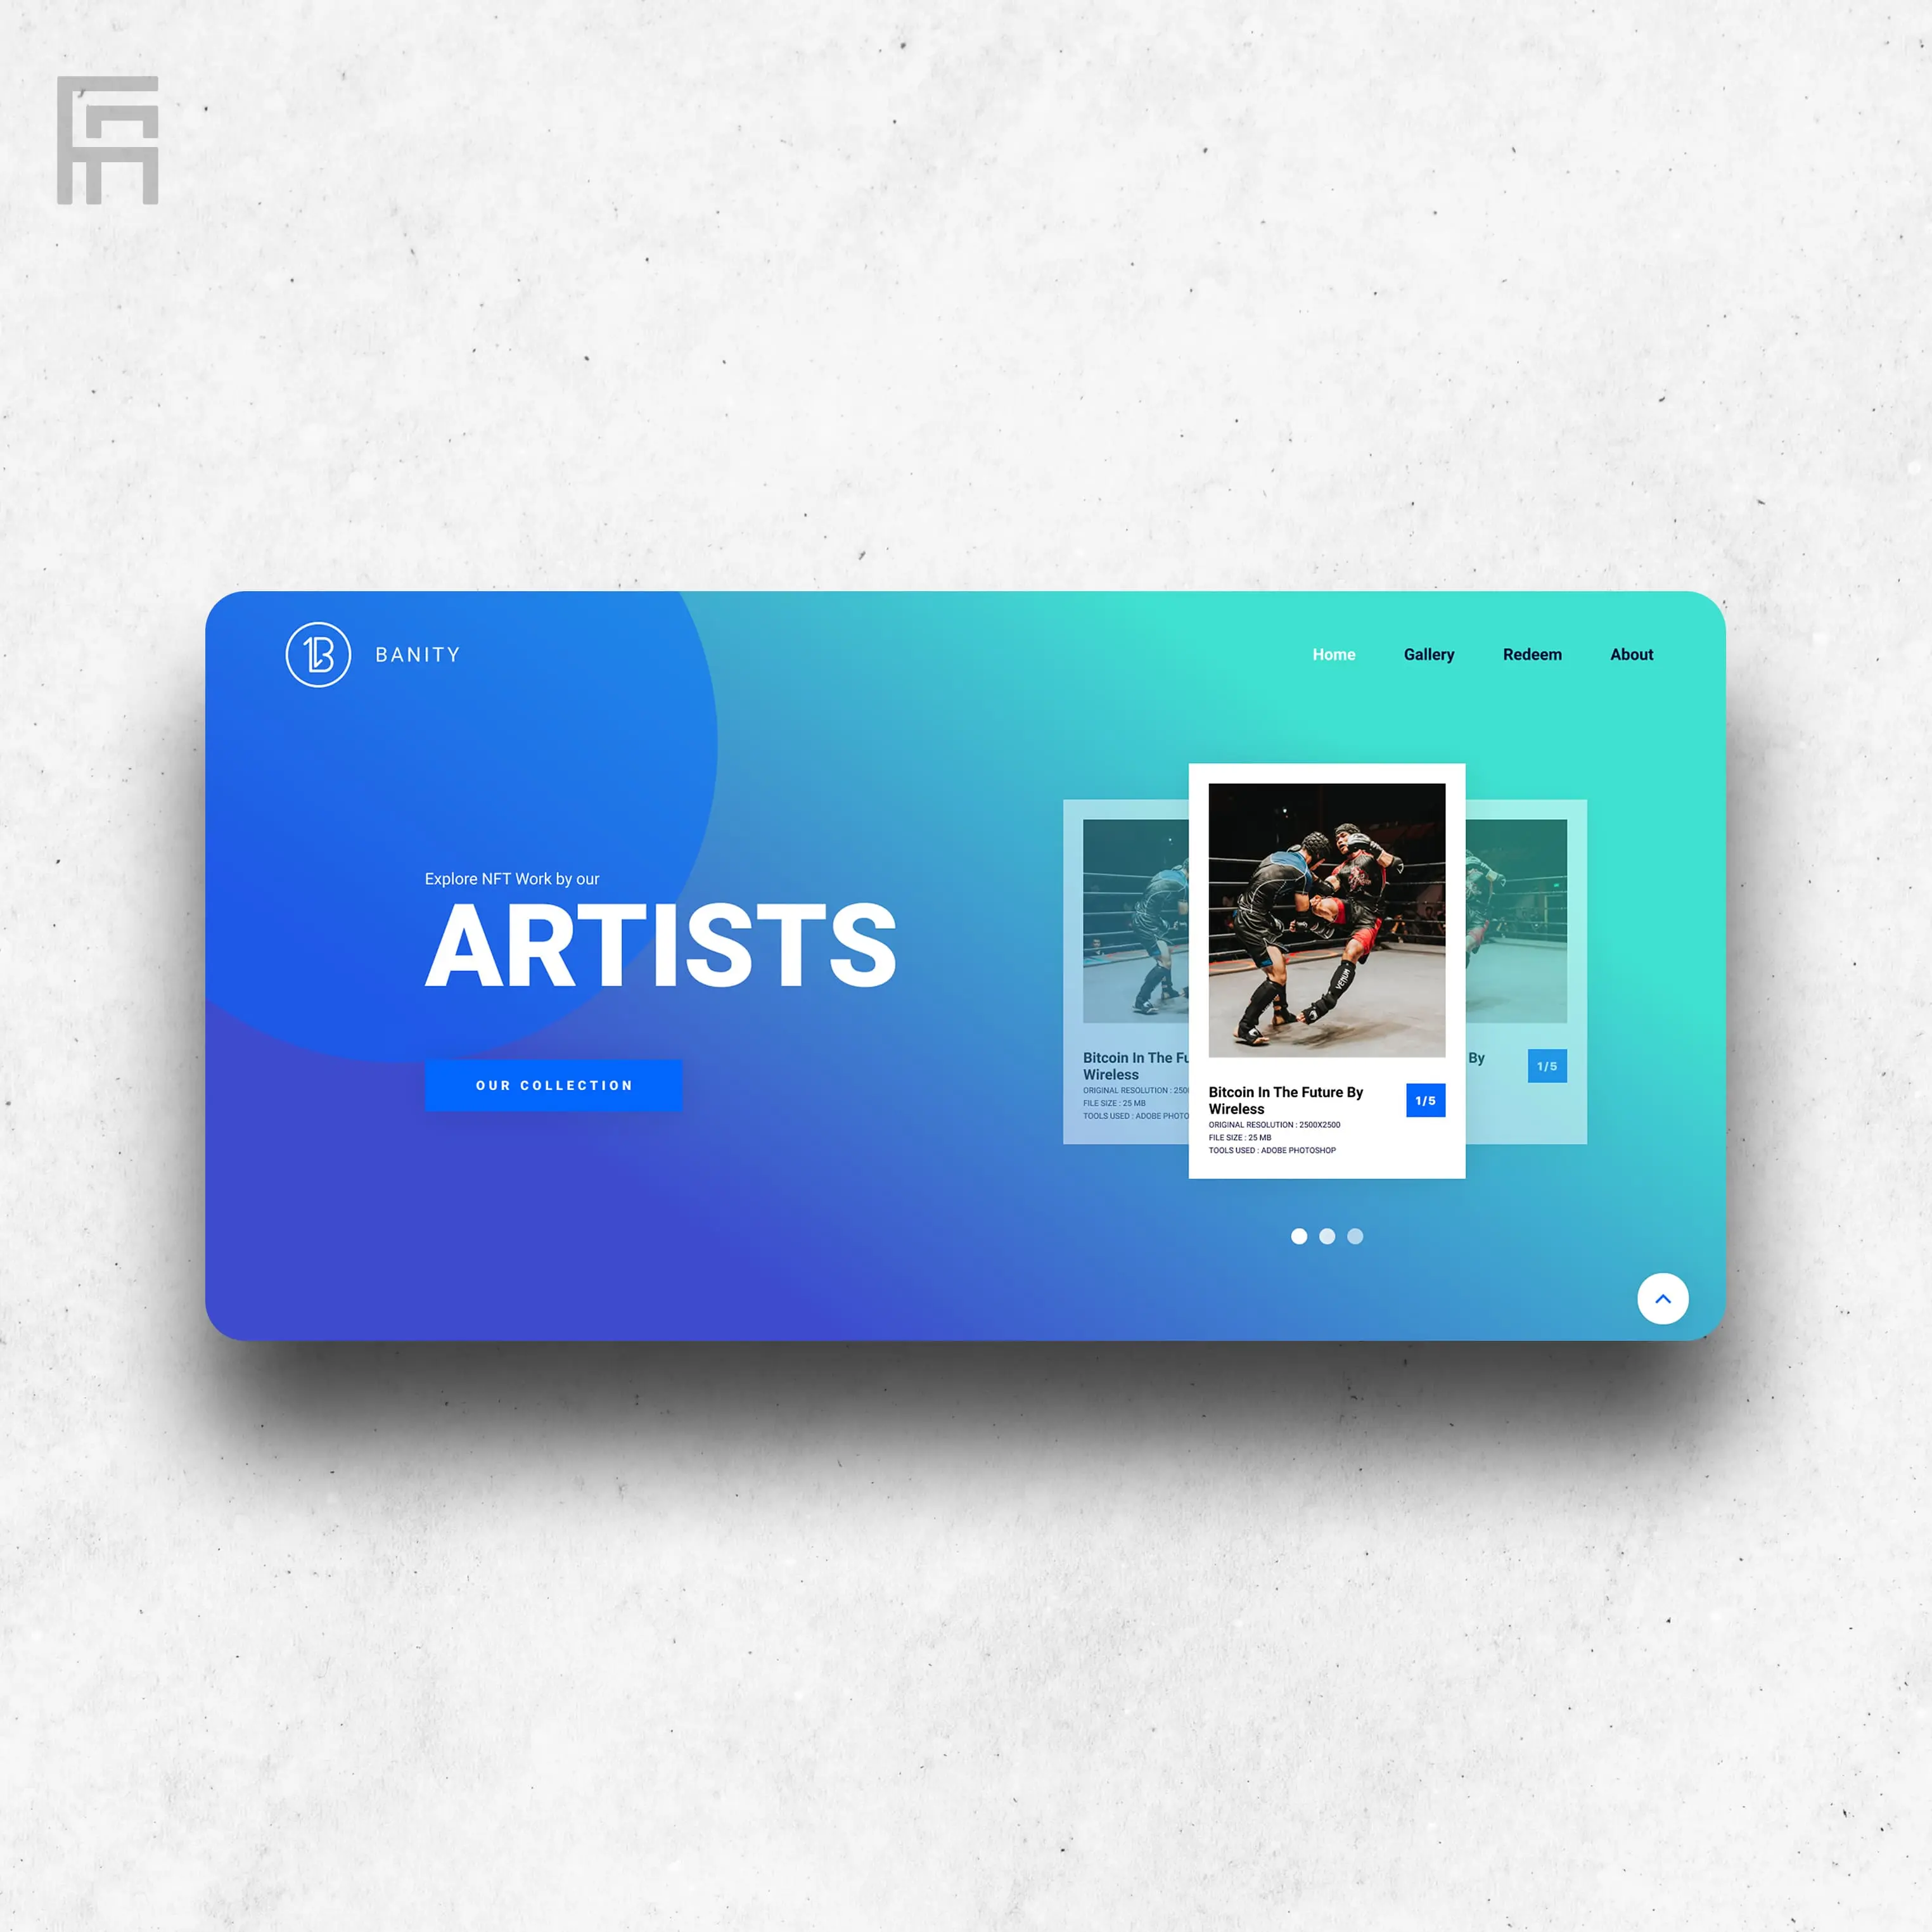 BANITY
Home
Gallery
Redeem
About
Explore NFT Work by our
ARTISTS
OUR COLLECTION
Bitcoin In The Fu
Wireless
ORIGINAL RESOLUTION : 250
FILE SIZE : 25 MB
TOOLS USED : ADOBE PHOTO
VENUM
Bitcoin In The Future By
Wireless
1/5
ORIGINAL RESOLUTION : 2500X2500
FILE SIZE : 25 MB
TOOLS USED : ADOBE PHOTOSHOP
By
1/5